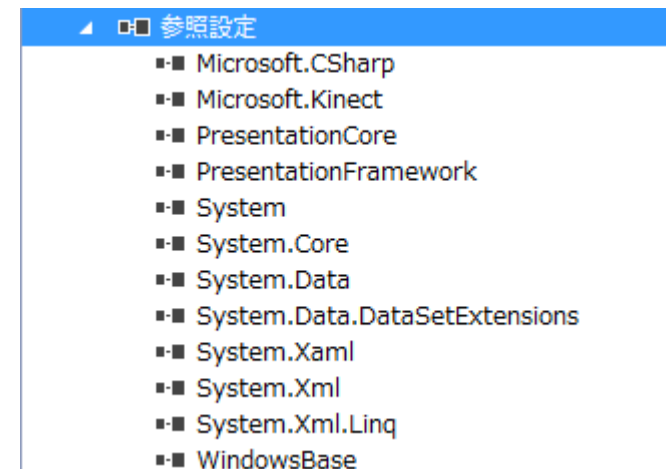 参照設定
Microsoft.CSharp
Microsoft.Kinect
PresentationCore
PresentationFramework
System
System.Core
System.Data
System.Data.DataSetExtensions
System.Xaml
System.Xml
System.Xml.Linq
WindowsBase